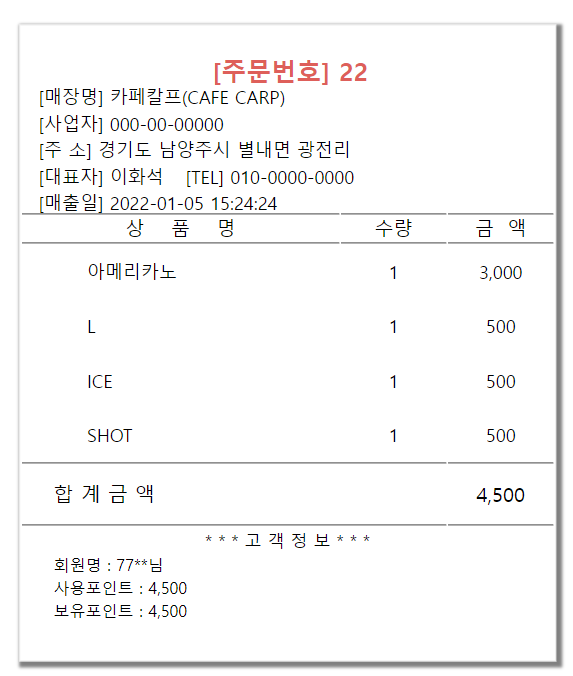 [주문번호] 22
[매장명] 카페칼프(CAFE CARP)
[사업자] 000-00-00000
[주 소] 경기도 남양주시 별내면 광전리
[대표자] 이화석 [TEL] 010-0000-0000
[매출일] 2022-01-05 15:24:24
상 품 명 수량 금 액
아메리카노 1 3,000
L 1 500
ICE 1 500
SHOT 1 500
합 계 금 액 4,500
* * * 고 객 정 보 * * *
회원명 : 77**님
사용포인트 : 4,500
보유포인트 : 4,500